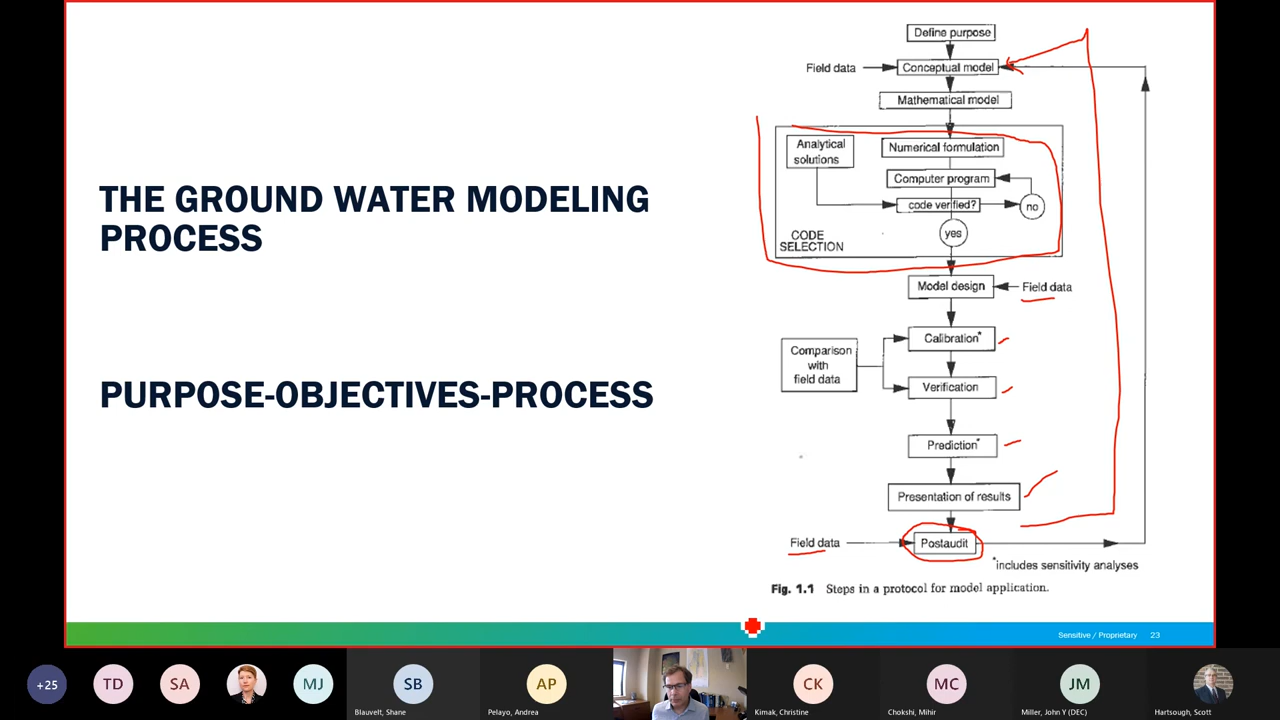 THE GROUND WATER MODELING
PROCESS
PURPOSE-OBJECTIVES-PROCESS
Define purpose
Field data
Conceptual model
Mathematical model
Analytical
solutions
Numerical formulation
Computer program
code verified?
no
yes
CODE
SELECTION
Model design
Field data
Calibration*
Comparison
with
field data
Verification
Prediction*
Presentation of results
Field data
Postaudit
*includes sensitivity analyses
Fig. 1.1 Steps in a protocol for model application.
Sensitive / Proprietary 23
+25
TD
SA
MJ
SB
Blauvelt, Shane
AP
Pelayo, Andrea
CK
Kimak, Christine
MC
Chokshi, Mihir
JM
Miller, John Y (DEC)
Hartsough, Scott